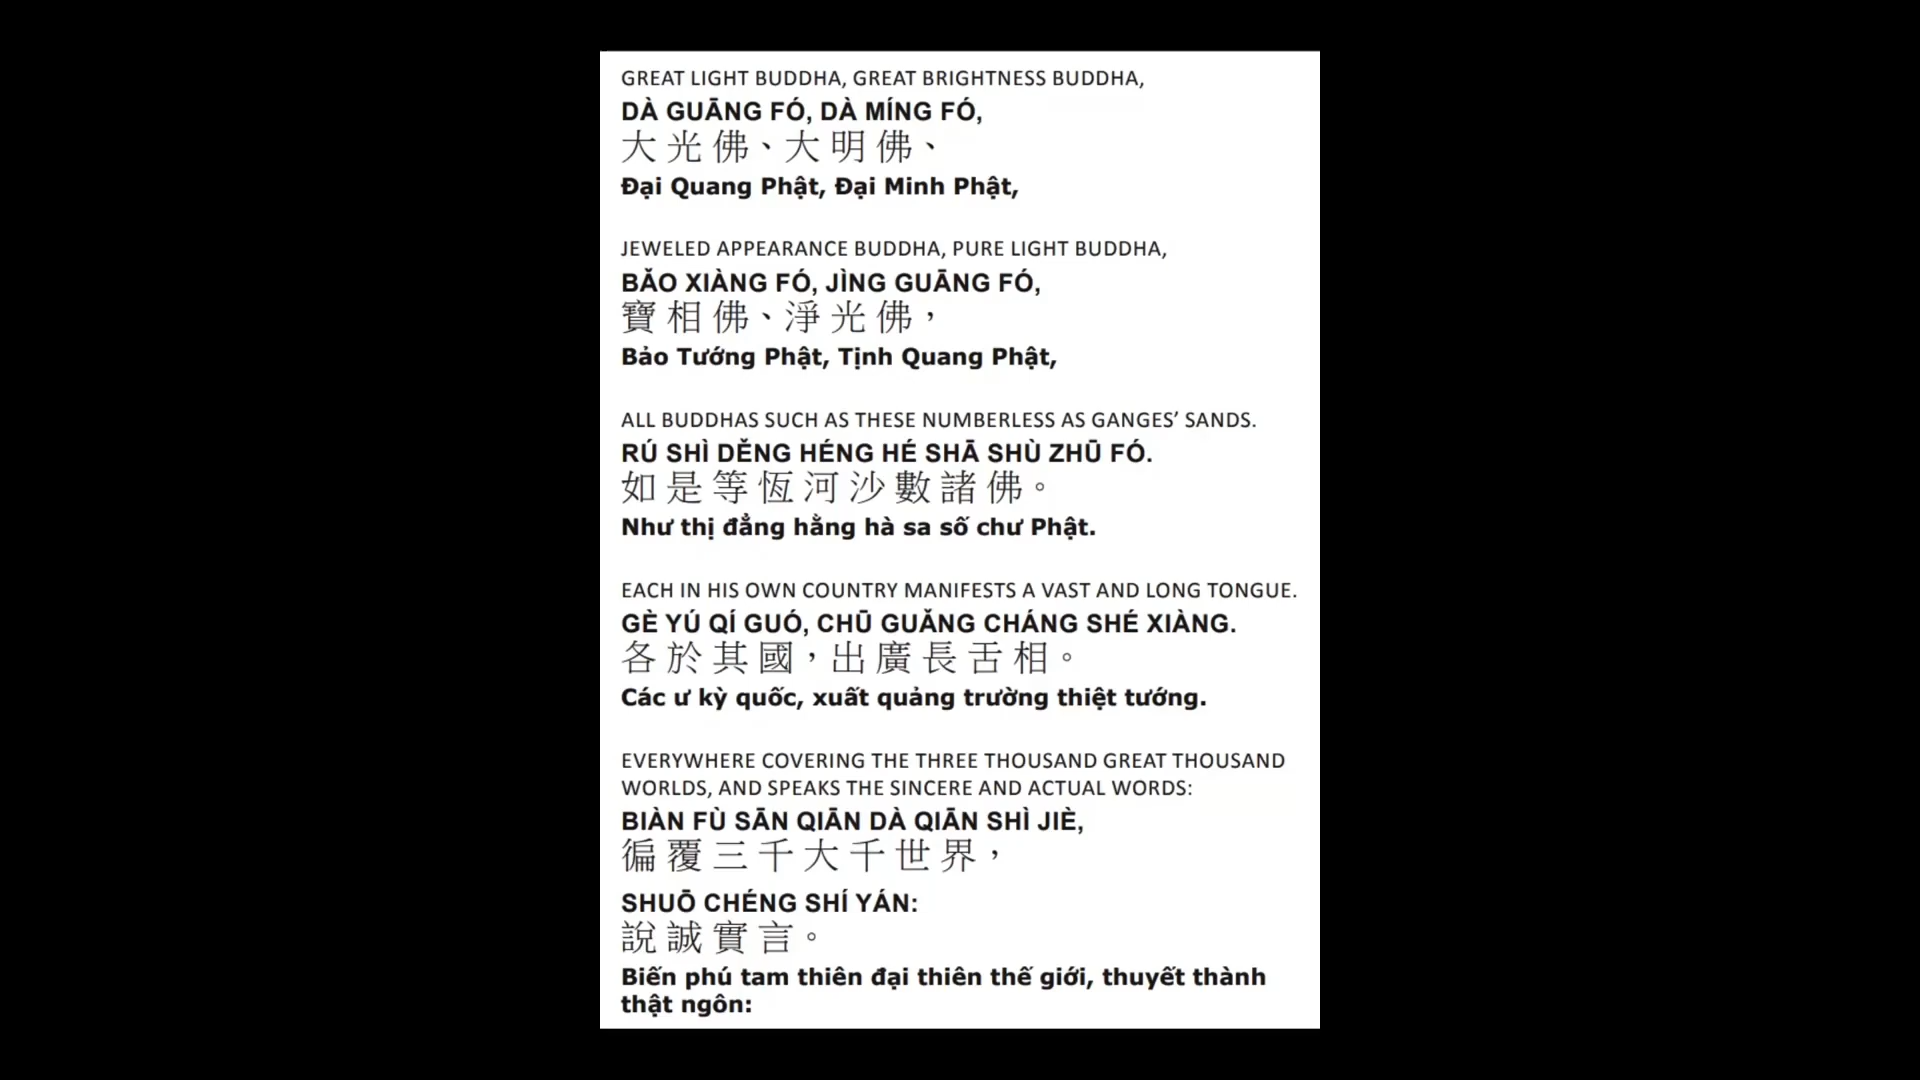 GREAT LIGHT BUDDHA, GREAT BRIGHTNESS BUDDHA,
DÀ GUĀNG FÓ, DÀ MÍNG FÓ,
大光佛、大明佛、
Đại Quang Phật, Đại Minh Phật,
JEWELED APPEARANCE BUDDHA, PURE LIGHT BUDDHA,
BǍO XIÀNG FÓ, JÌNG GUĀNG FÓ,
寶相佛、淨光佛，
Bảo Tướng Phật, Tịnh Quang Phật,
ALL BUDDHAS SUCH AS THESE NUMBERLESS AS GANGES’ SANDS.
RÚ SHÌ DĚNG HÉNG HÉ SHĀ SHÙ ZHŪ FÓ.
如是等恆河沙數諸佛。
Như thị đẳng hằng hà sa số chư Phật.
EACH IN HIS OWN COUNTRY MANIFESTS A VAST AND LONG TONGUE.
GÈ YÚ QÍ GUÓ, CHŪ GUǍNG CHÁNG SHÉ XIÀNG.
各於其國，出廣長舌相。
Các ư kỳ quốc, xuất quảng trường thiệt tướng.
EVERYWHERE COVERING THE THREE THOUSAND GREAT THOUSAND
WORLDS, AND SPEAKS THE SINCERE AND ACTUAL WORDS:
BIÀN FÙ SĀN QIĀN DÀ QIĀN SHÌ JIÈ,
徧覆三千大千世界，
SHUŌ CHÉNG SHÍ YÁN:
說誠實言。
Biến phú tam thiên đại thiên thế giới, thuyết thành
thật ngôn: